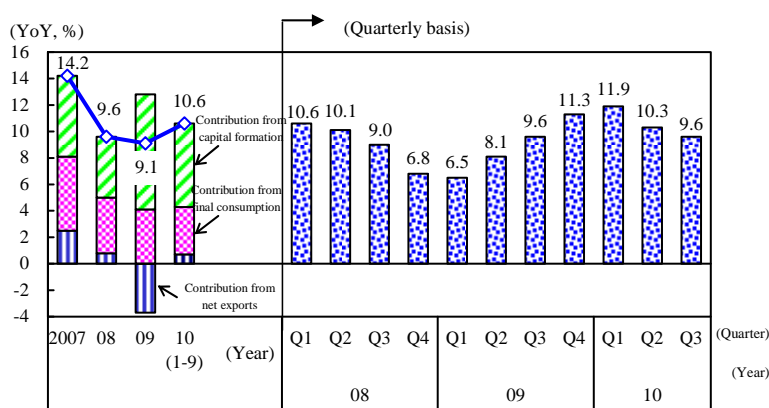 (YoY, %)
(Quarterly basis)
16
14
12
10
8
6
4
2
0
-2
-4
14.2
9.6
9.1
10.6
Contribution from
capital formation
Contribution from
final consumption
Contribution from
net exports
10.6
10.1
9.0
6.8
6.5
8.1
9.6
11.3
11.9
10.3
9.6
2007 08 09 10 (Year)
(1-9)
Q1 Q2 Q3 Q4 Q1 Q2 Q3 Q4 Q1 Q2 Q3 (Quarter)
(Year)
08 09 10